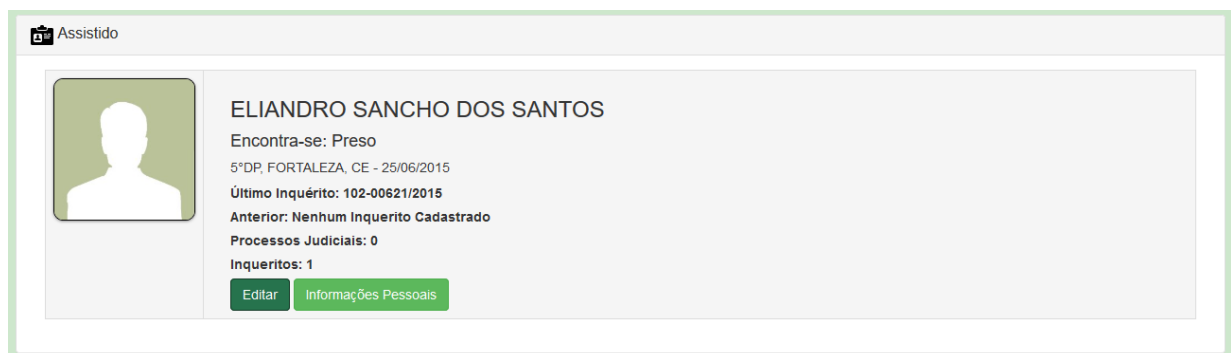 Assistido
ELIANDRO SANCHO DOS SANTOS
Encontra-se: Preso
5°DP, FORTALEZA, CE - 25/06/2015
Último Inquérito: 102-00621/2015
Anterior: Nenhum Inquerito Cadastrado
Processos Judiciais: 0
Inqueritos: 1
Editar Informações Pessoais